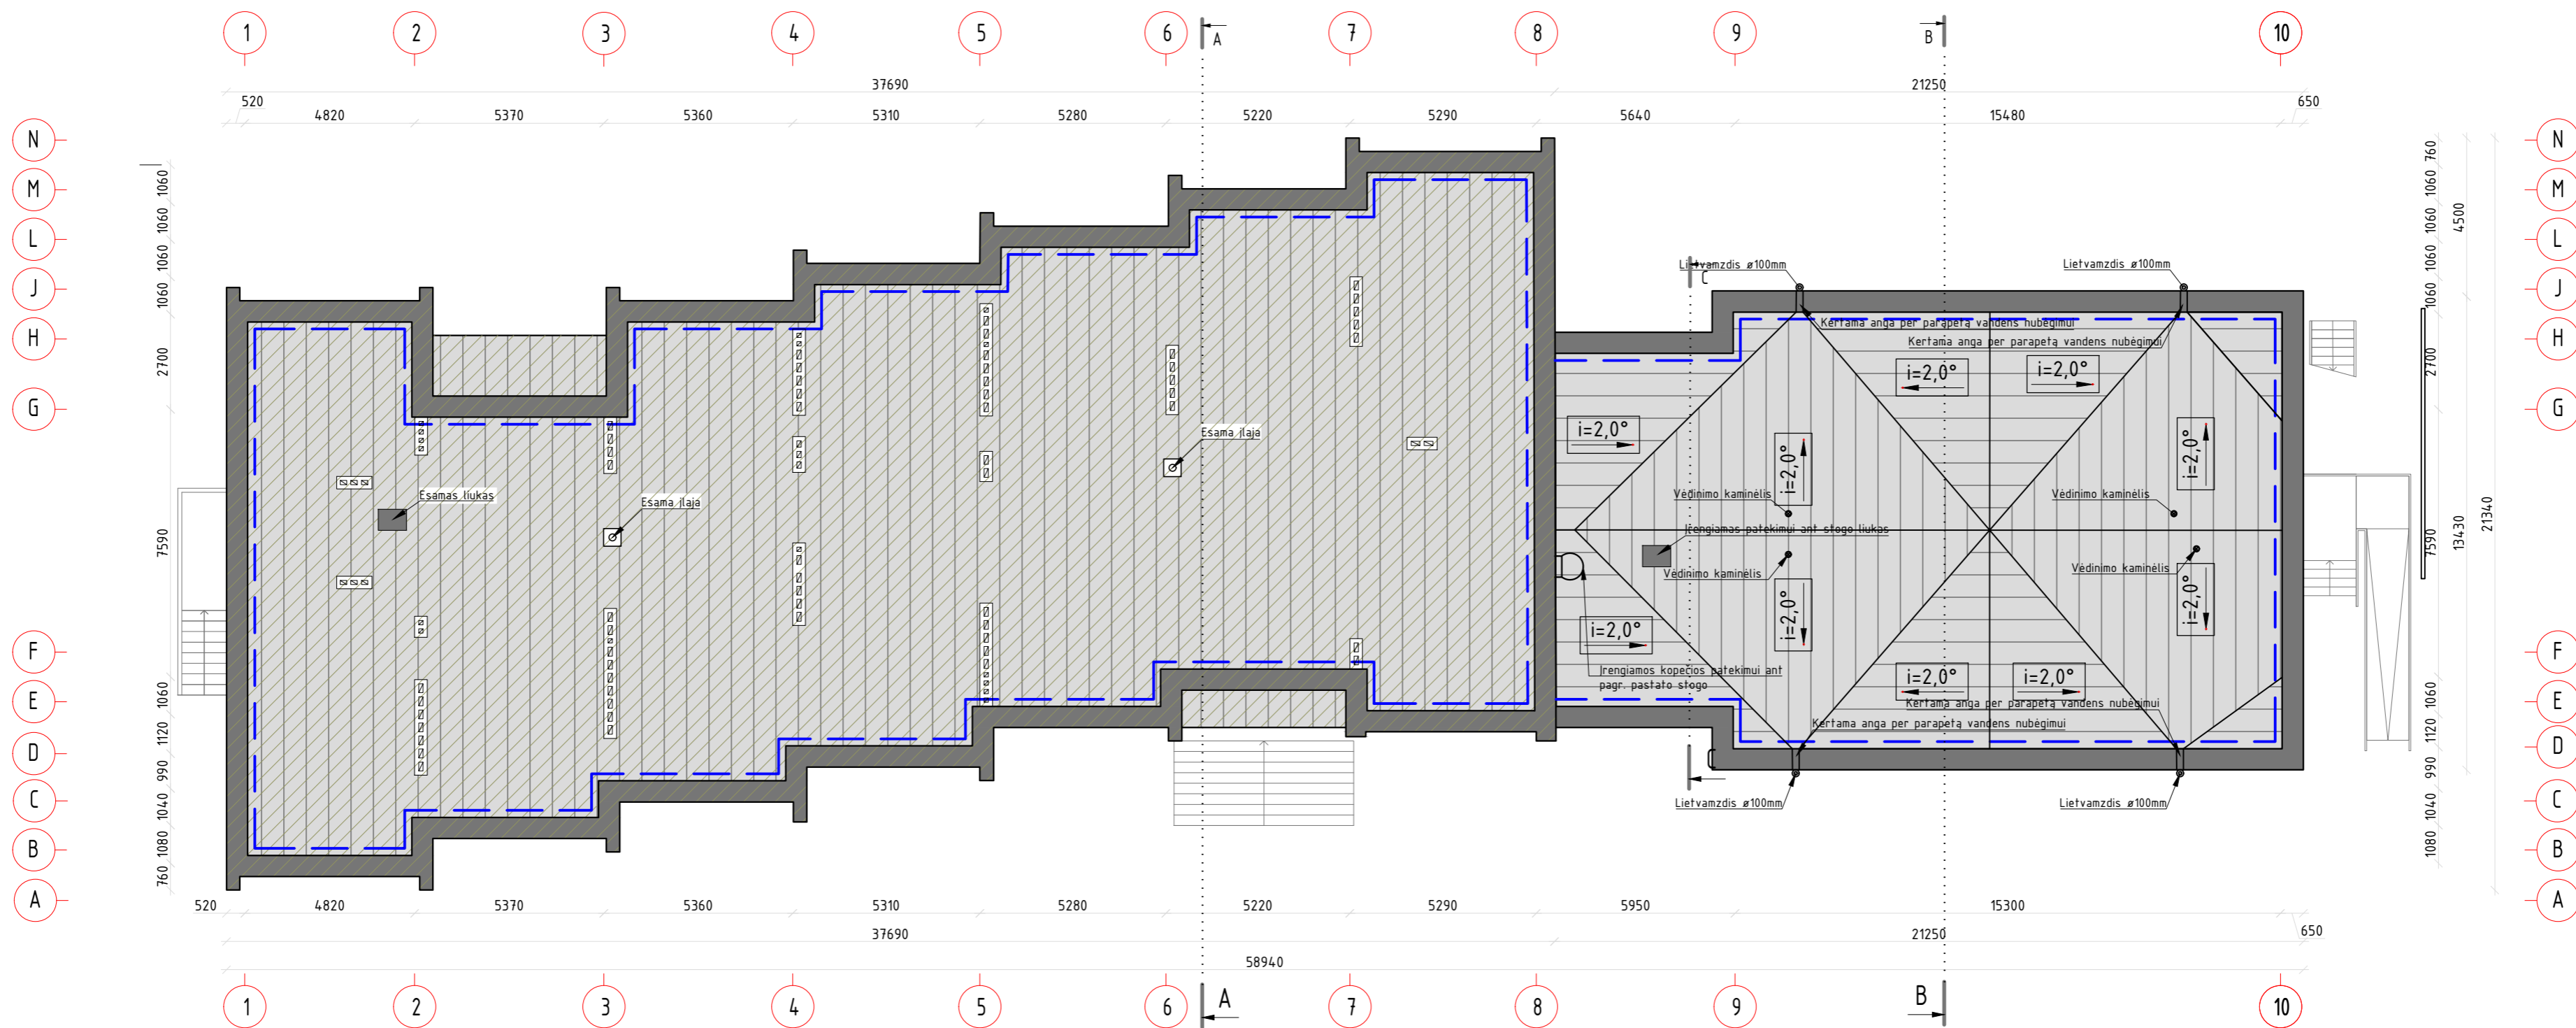 1 2 3 4 5 6 7 8 9 10
A B
37690 21250
520 650
4820 5370 5360 5310 5280 5220 5290 5640 15480
N N
M M
L L
J J
H H
G G
F F
E E
D D
C C
B B
A A
1060
1060
1060
1060
2700
7590
1060
1120
990
1040
1080
760
760
1060
1060
1060
1060
2700
7590
1060
1120
990
1040
1080
4500
13430
21340
Lietvamzdis ø100mm
Lietvamzdis ø100mm
C
Kertama anga per parapetą vandens nubėgimui
Kertama anga per parapetą vandens nubėgimui
i=2,0°
i=2,0°
i=2,0°
i=2,0°
i=2,0°
Esama įlaja
Esamas liukas
Esama įlaja
Vėdinimo kaminėlis
Vėdinimo kaminėlis
Įrengiamas patekimui ant stogo liukas
Vėdinimo kaminėlis
Vėdinimo kaminėlis
i=2,0°
i=2,0°
i=2,0°
Įrengiamos kopečios patekimui ant
pagr. pastato stogo
i=2,0°
i=2,0°
Kertama anga per parapetą vandens nubėgimui
Kertama anga per parapetą vandens nubėgimui
C
Lietvamzdis ø100mm
Lietvamzdis ø100mm
520 4820 5370 5360 5310 5280 5220 5290 5950 15300
37690 21250 650
58940
A B
1 2 3 4 5 6 7 8 9 10